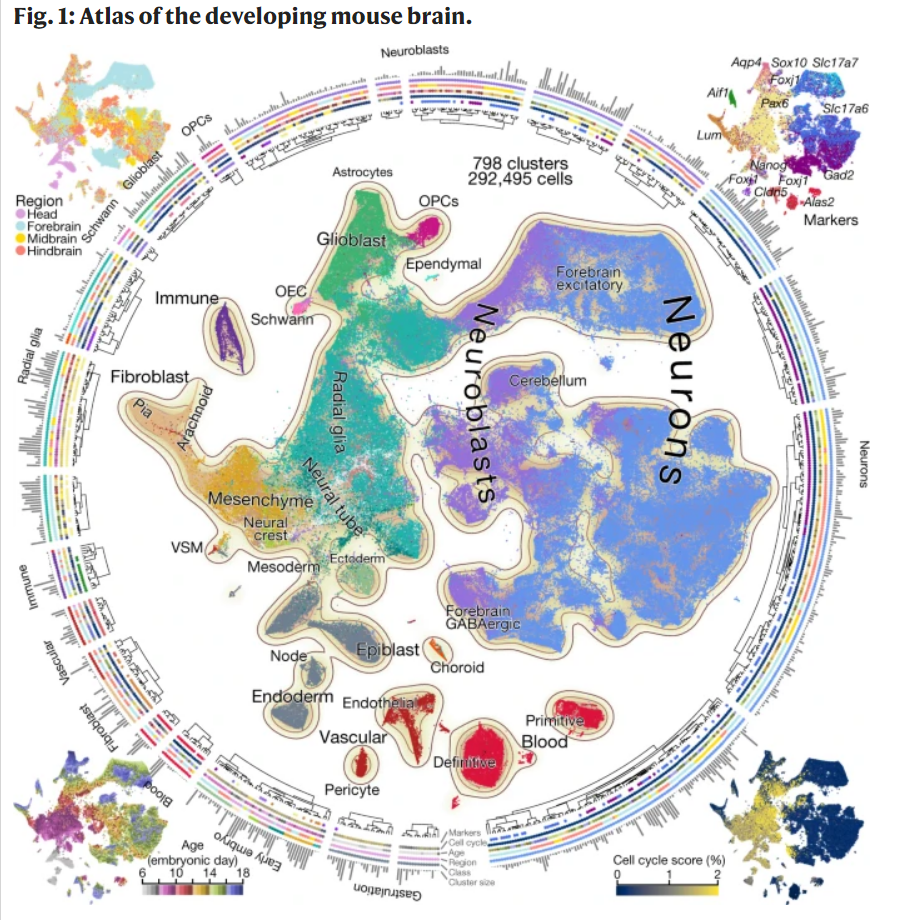 Fig. 1: Atlas of the developing mouse brain.
Neuroblasts
OPCs
Glioblast
Schwann
Radial glia
Immune
Vascular
Fibroblast
Blood
Early embryo
Gastrulation
Neurons
Region
Head
Forebrain
Midbrain
Hindbrain
Aqp4
Sox10
Slc17a7
Foxj1
Aif1
Pax6
Slc17a6
Lum
Nanog
Foxj1
Foxj1
Gad2
Cldn5
Alas2
Markers
798 clusters
292,495 cells
Astrocytes
OPCs
Glioblast
Ependymal
OEC
Schwann
Immune
Forebrain
excitatory
Neurons
Neuroblasts
Cerebellum
Fibroblast
Pia
Arachnoid
Radial glia
Neural tube
Mesenchyme
Neural
crest
VSM
Mesoderm
Ectoderm
Forebrain
GABAergic
Epiblast
Choroid
Node
Endoderm
Endothelial
Vascular
Pericyte
Primitive
Blood
Definitive
Markers
Cell cycle
Age
Region
Class
Cluster size
Age
(embryonic day)
6 8 10 12 14 16 18
Cell cycle score (%)
0 1 2